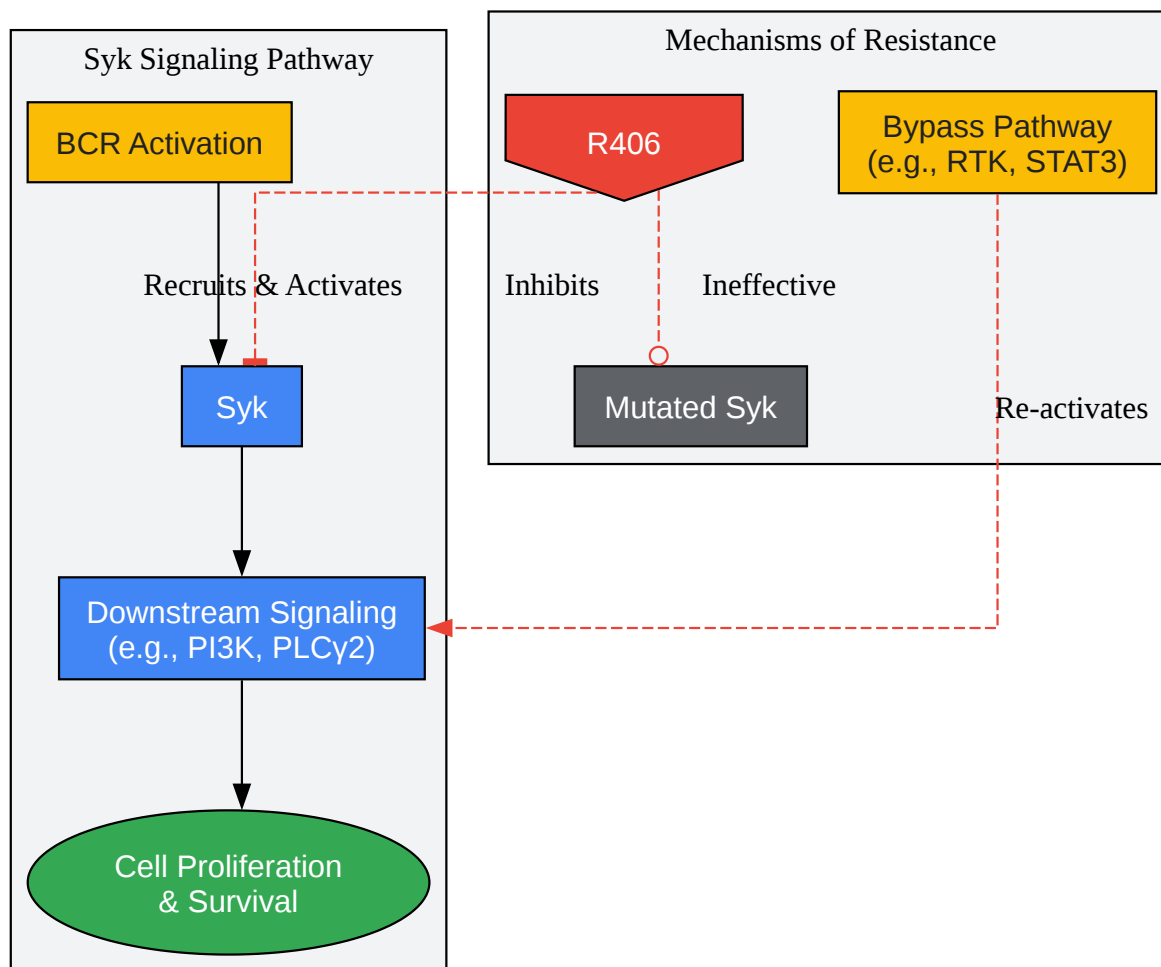 Syk Signaling Pathway
BCR Activation
Recruits & Activates
Syk
Downstream Signaling
(e.g., PI3K, PLCγ2)
Cell Proliferation
& Survival
Mechanisms of Resistance
R406
Bypass Pathway
(e.g., RTK, STAT3)
Inhibits
Ineffective
Mutated Syk
Re-activates